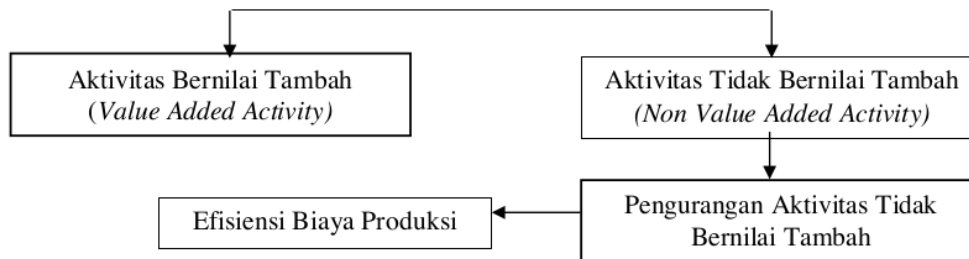 Aktivitas Bernilai Tambah
(Value Added Activity)
Aktivitas Tidak Bernilai Tambah
(Non Value Added Activity)
Pengurangan Aktivitas Tidak
Bernilai Tambah
Efisiensi Biaya Produksi